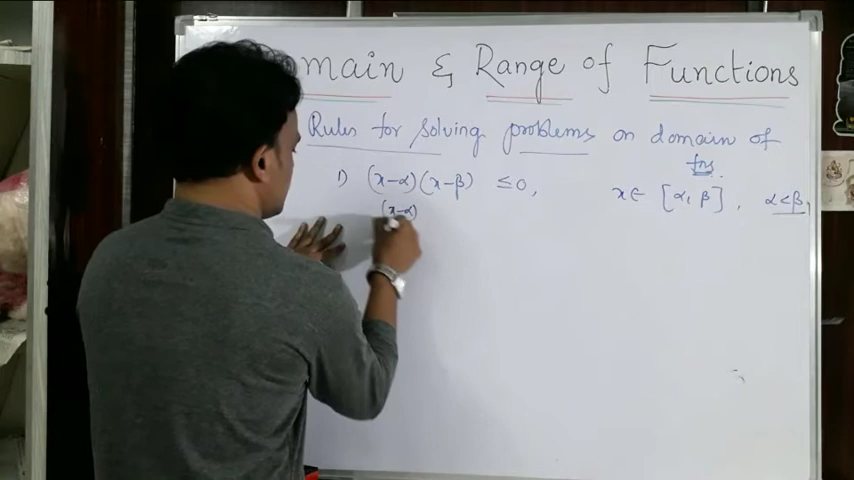 main & Range of Functions
Rules for solving problems on domain of
fns.
1) (x-α)(x-β) ≤0, x∈ [α, β], α<β,
(x-α)